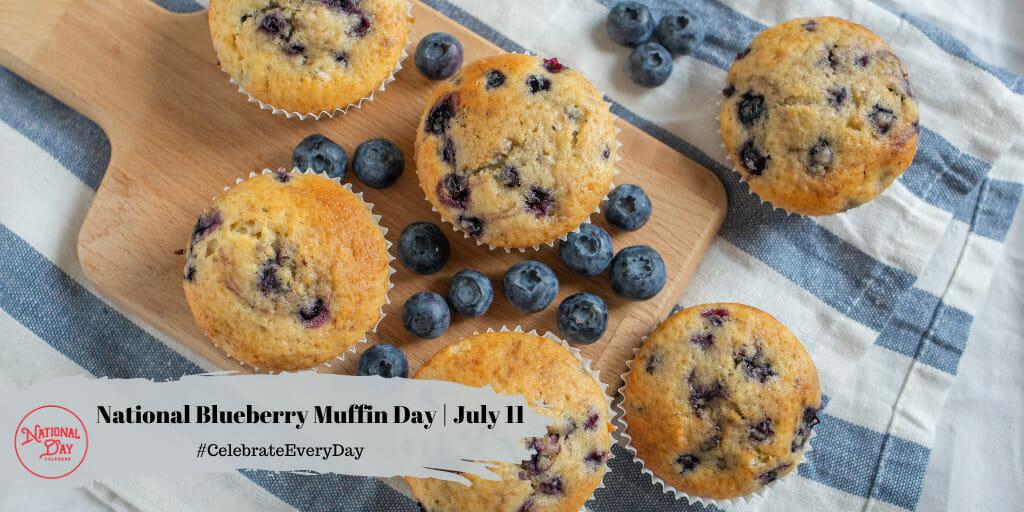 National Blueberry Muffin Day | July 11
#CelebrateEveryDay
NATIONAL
DAY
CALENDAR